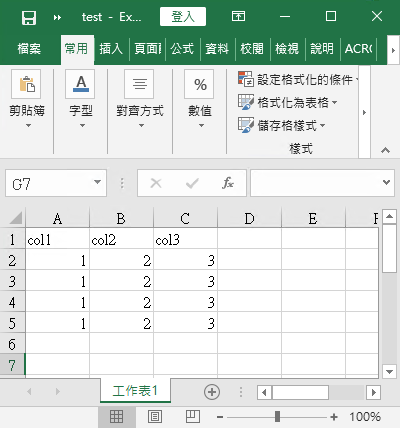 test - Ex...
登入
檔案 常用 插入 頁面 公式 資料 校閱 檢視 說明 ACR
剪貼簿
A
字型
對齊方式
%
數值
設定格式化的條件
格式化為表格
儲存格樣式
樣式
G7
fx
A B C D E F
1 col1 col2 col3
2 1 2 3
3 1 2 3
4 1 2 3
5 1 2 3
6
7
工作表1
100%